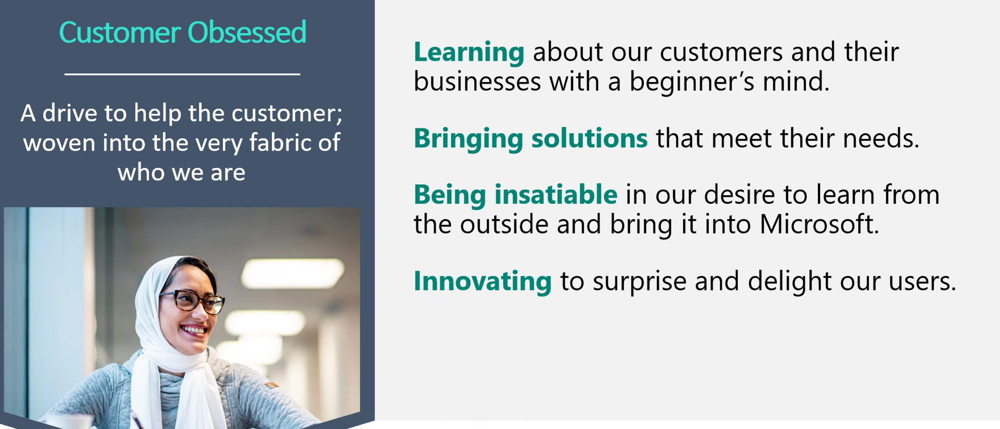 Customer Obsessed
A drive to help the customer;
woven into the very fabric of
who we are
Learning about our customers and their
businesses with a beginner’s mind.
Bringing solutions that meet their needs.
Being insatiable in our desire to learn from
the outside and bring it into Microsoft.
Innovating to surprise and delight our users.